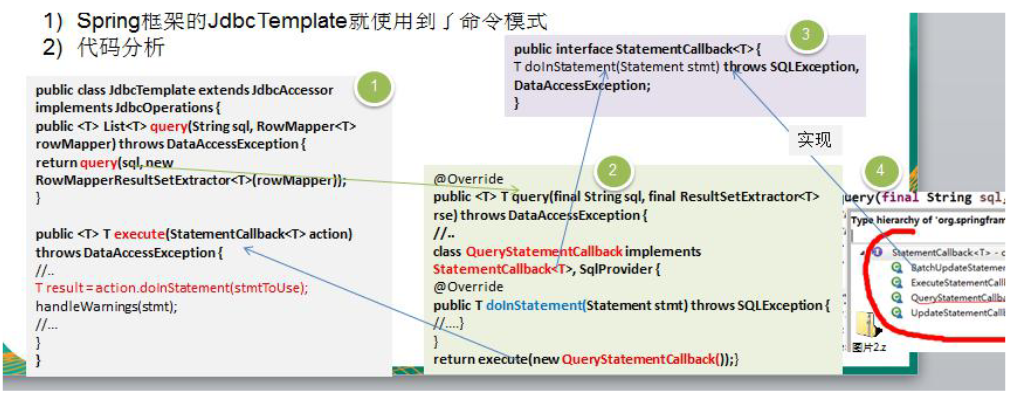 1) Spring框架的JdbcTemplate就使用到了命令模式
2) 代码分析
1
public class JdbcTemplate extends JdbcAccessor
implements JdbcOperations {
public <T> List<T> query(String sql, RowMapper<T>
rowMapper) throws DataAccessException {
return query(sql, new
RowMapperResultSetExtractor<T>(rowMapper));
}
public <T> T execute(StatementCallback<T> action)
throws DataAccessException {
//..
T result = action.doInStatement(stmtToUse);
handleWarnings(stmt);
//...
}
}
2
@Override
public <T> T query(final String sql, final ResultSetExtractor<T>
rse) throws DataAccessException {
//..
class QueryStatementCallback implements
StatementCallback<T>, SqlProvider {
@Override
public T doInStatement(Statement stmt) throws SQLException {
//....}
}
return execute(new QueryStatementCallback());}
3
public interface StatementCallback<T> {
T doInStatement(Statement stmt) throws SQLException,
DataAccessException;
}
实现
4
query(final String sql,
Type hierarchy of 'org.springfram
StatementCallback<T> - o
BatchUpdateStatemen
ExecuteStatementCall
QueryStatementCallba
UpdateStatementCallb
图片2.z